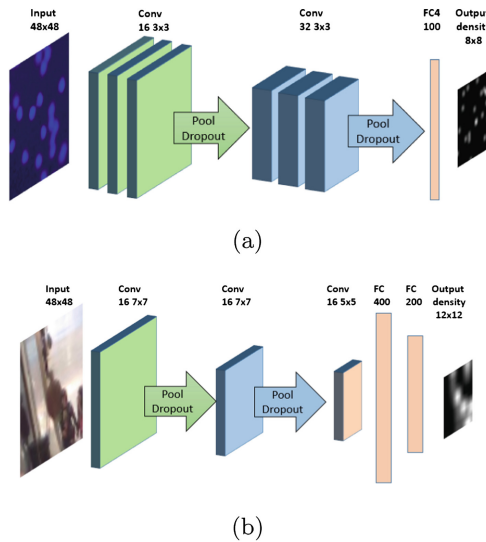 Input
48x48
Conv
16 3x3
Conv
32 3x3
FC4
100
Output
density
8x8
Pool
Dropout
Pool
Dropout
(a)
Input
48x48
Conv
16 7x7
Conv
16 7x7
Conv
16 5x5
FC
400
FC
200
Output
density
12x12
Pool
Dropout
Pool
Dropout
(b)